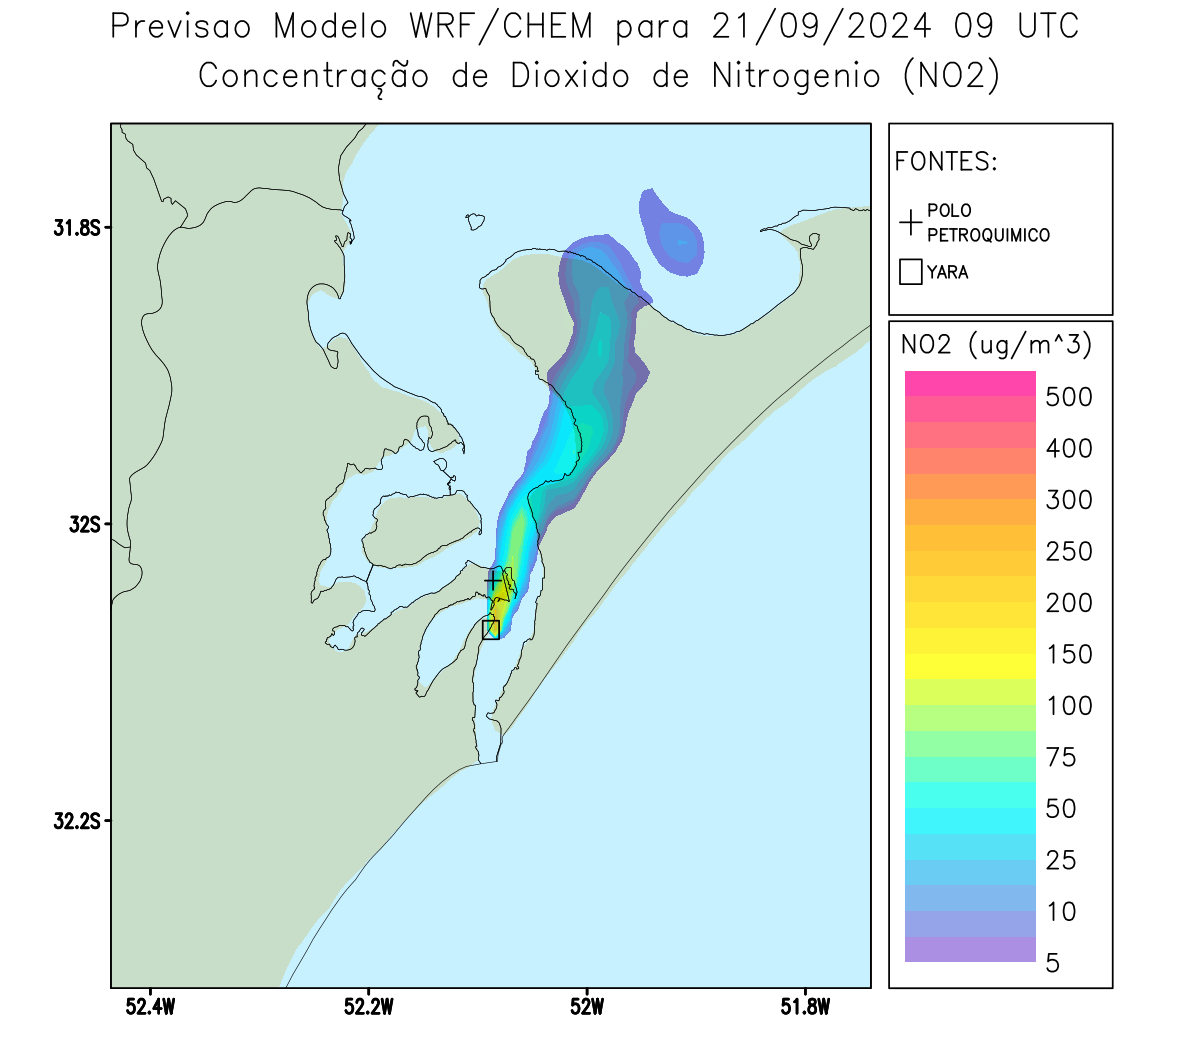 Previsao Modelo WRF/CHEM para 21/09/2024 09 UTC
Concentração de Dioxido de Nitrogenio (NO2)
FONTES:
POLO
PETROQUIMICO
YARA
31.8S
32S
32.2S
52.4W
52.2W
52W
51.8W
NO2 (ug/m^3)
500
400
300
250
200
150
100
75
50
25
10
5